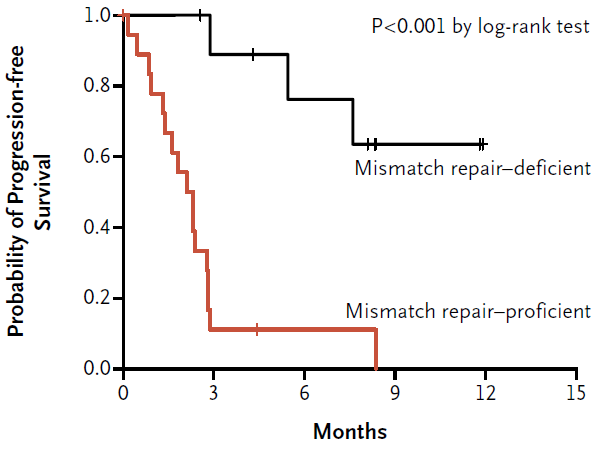 Probability of Progression-free
Survival
1.0
0.8
0.6
0.4
0.2
0.0
P<0.001 by log-rank test
Mismatch repair–deficient
Mismatch repair–proficient
0 3 6 9 12 15
Months